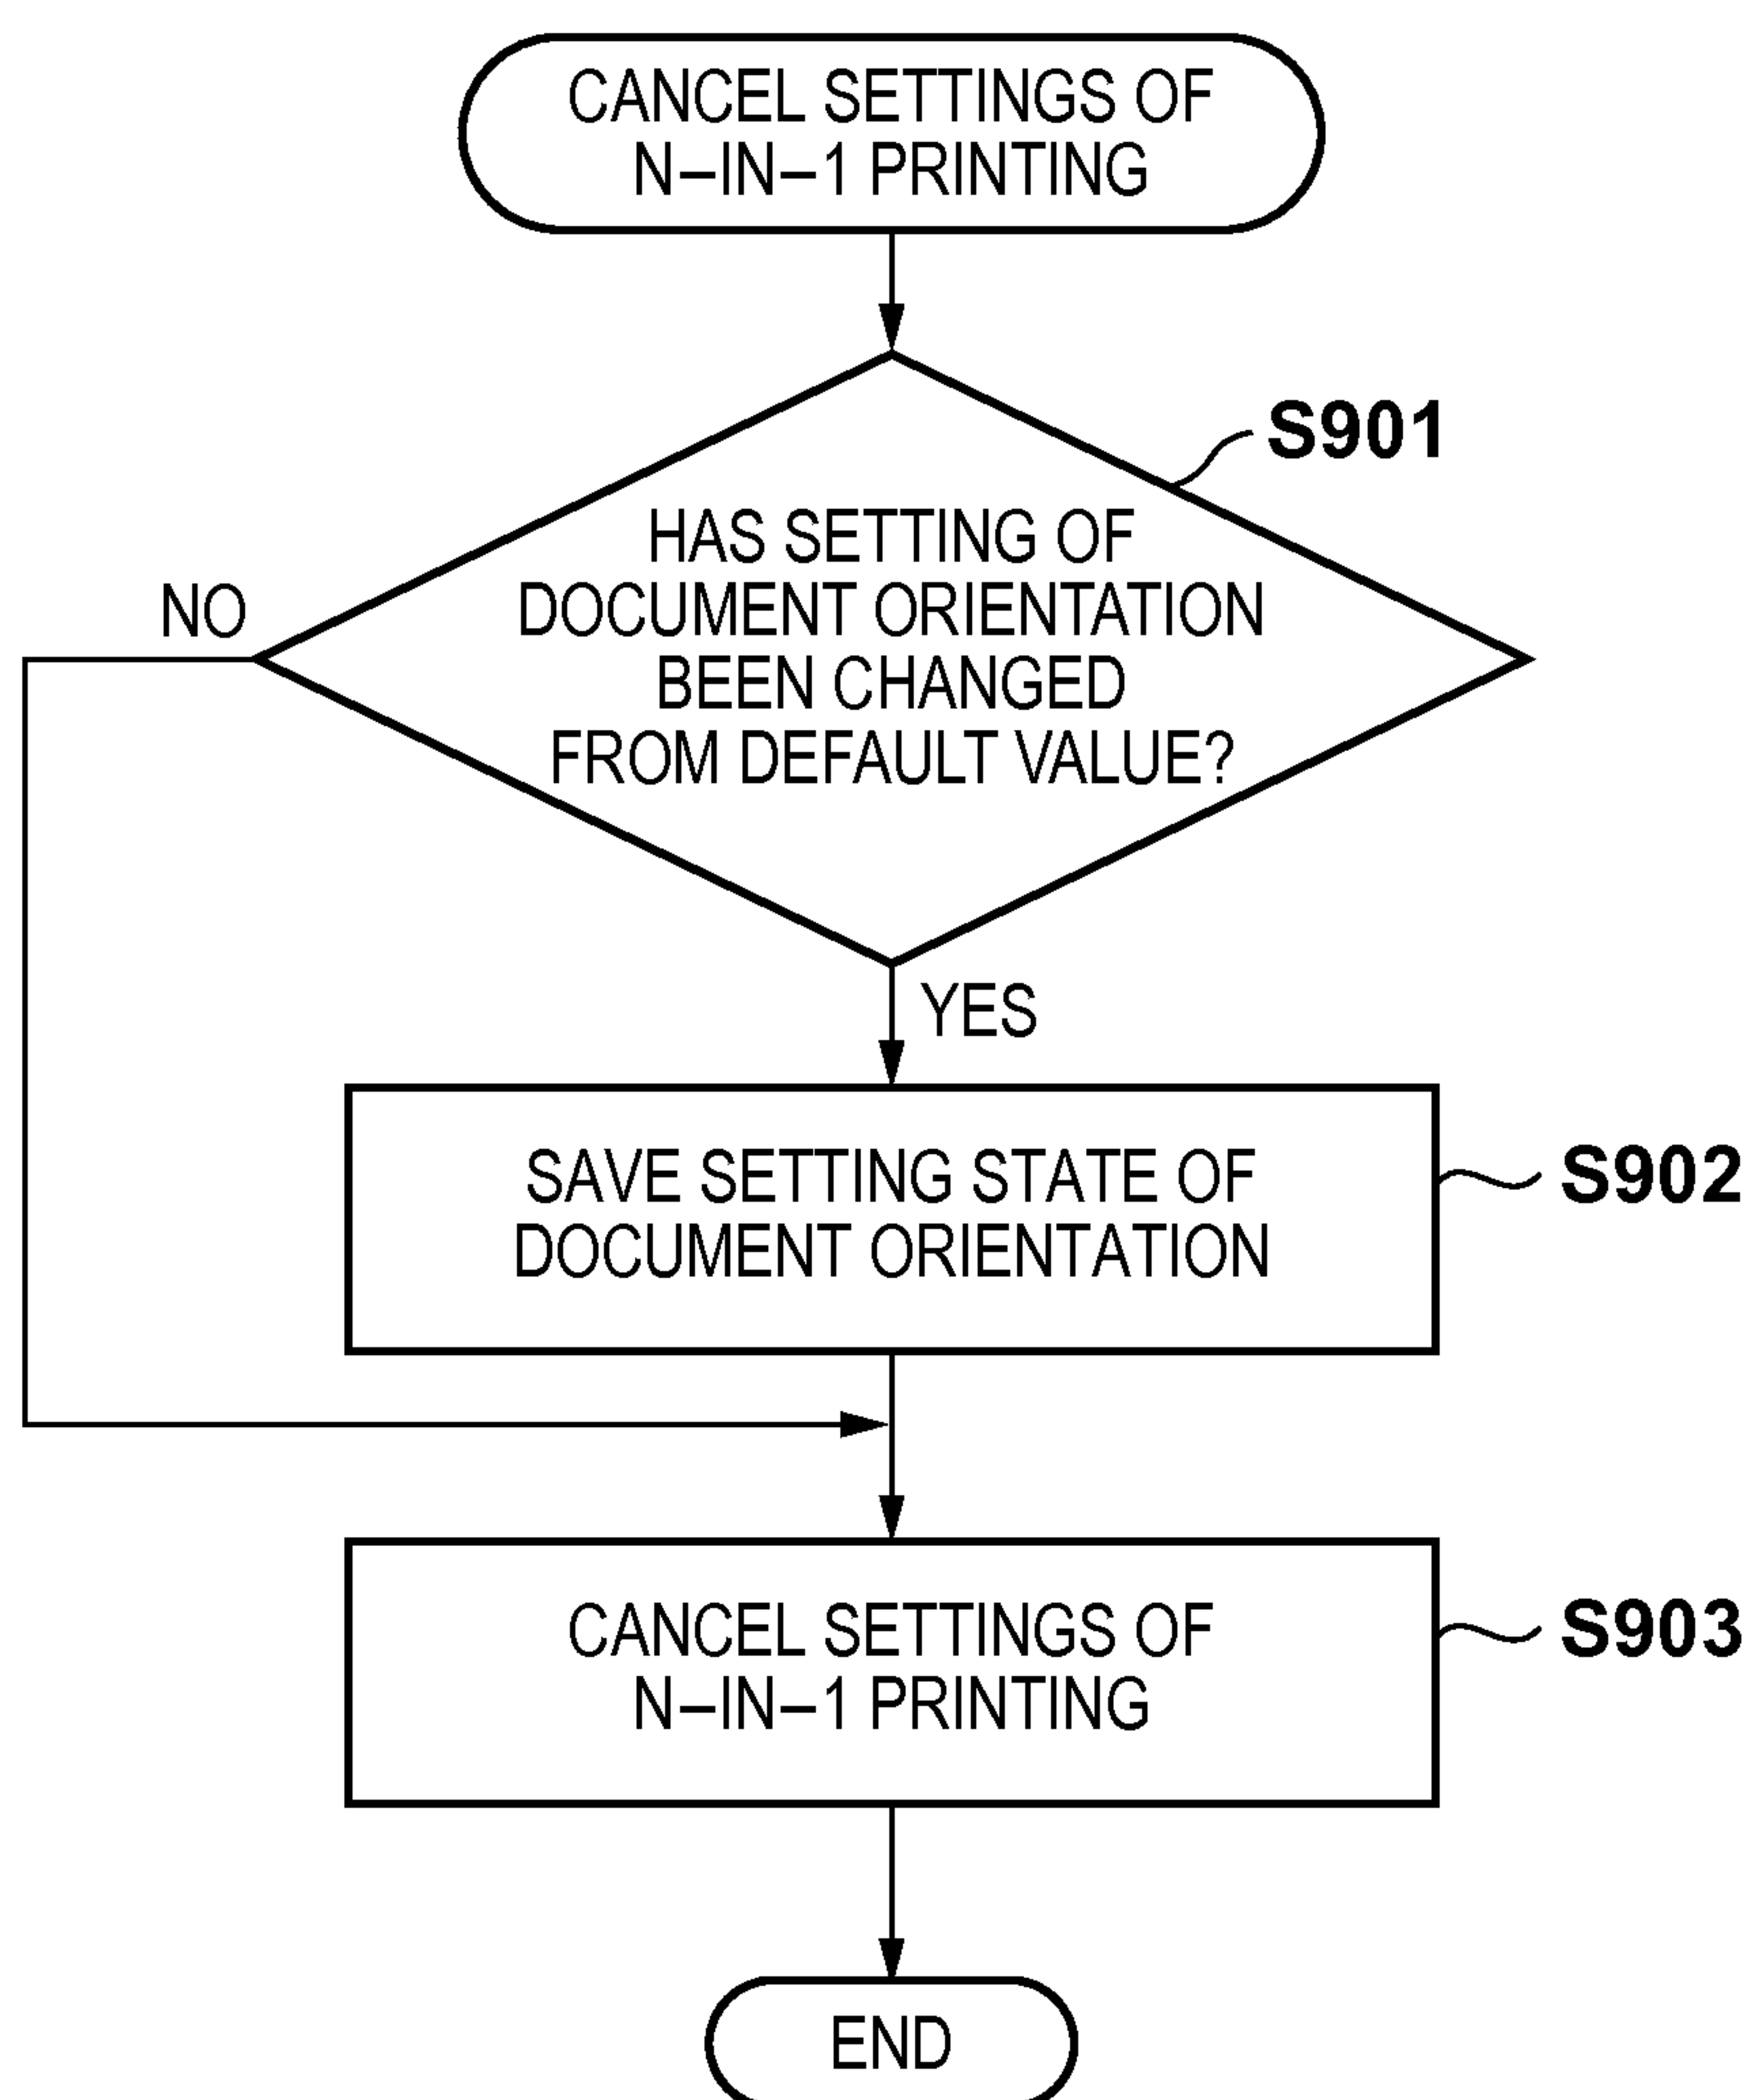 CANCEL SETTINGS OF
N–IN–1 PRINTING
S901
HAS SETTING OF
DOCUMENT ORIENTATION
BEEN CHANGED
FROM DEFAULT VALUE?
NO
YES
SAVE SETTING STATE OF
DOCUMENT ORIENTATION
S902
CANCEL SETTINGS OF
N–IN–1 PRINTING
S903
END